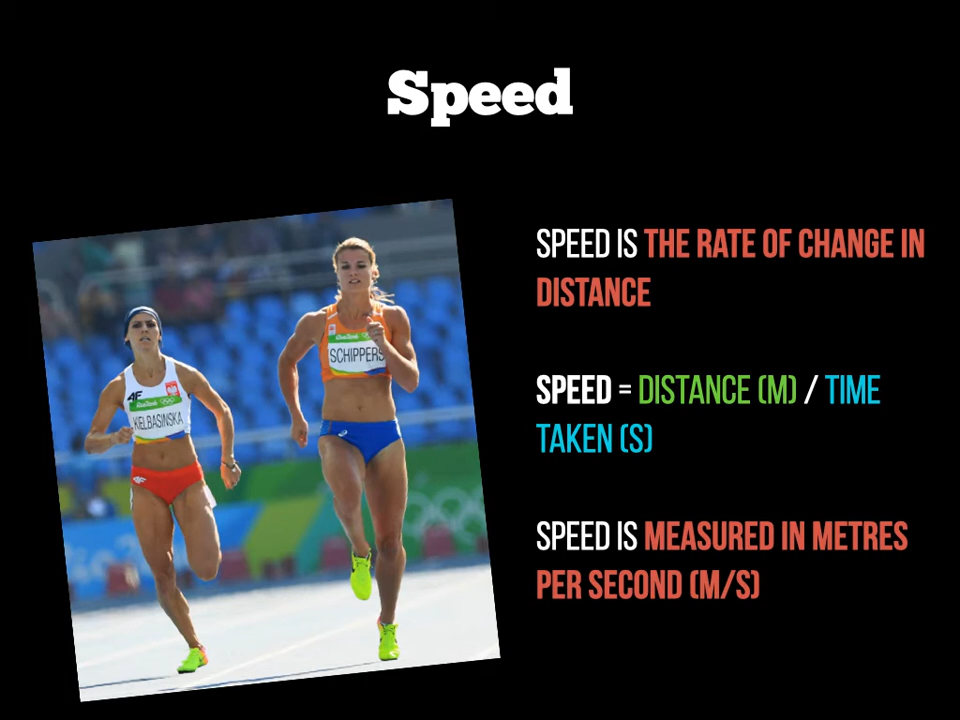 Speed
SPEED IS THE RATE OF CHANGE IN
DISTANCE
SPEED = DISTANCE (M) / TIME
TAKEN (S)
SPEED IS MEASURED IN METRES
PER SECOND (M/S)
SCHIPPERS
4F
KIELBASINSKA